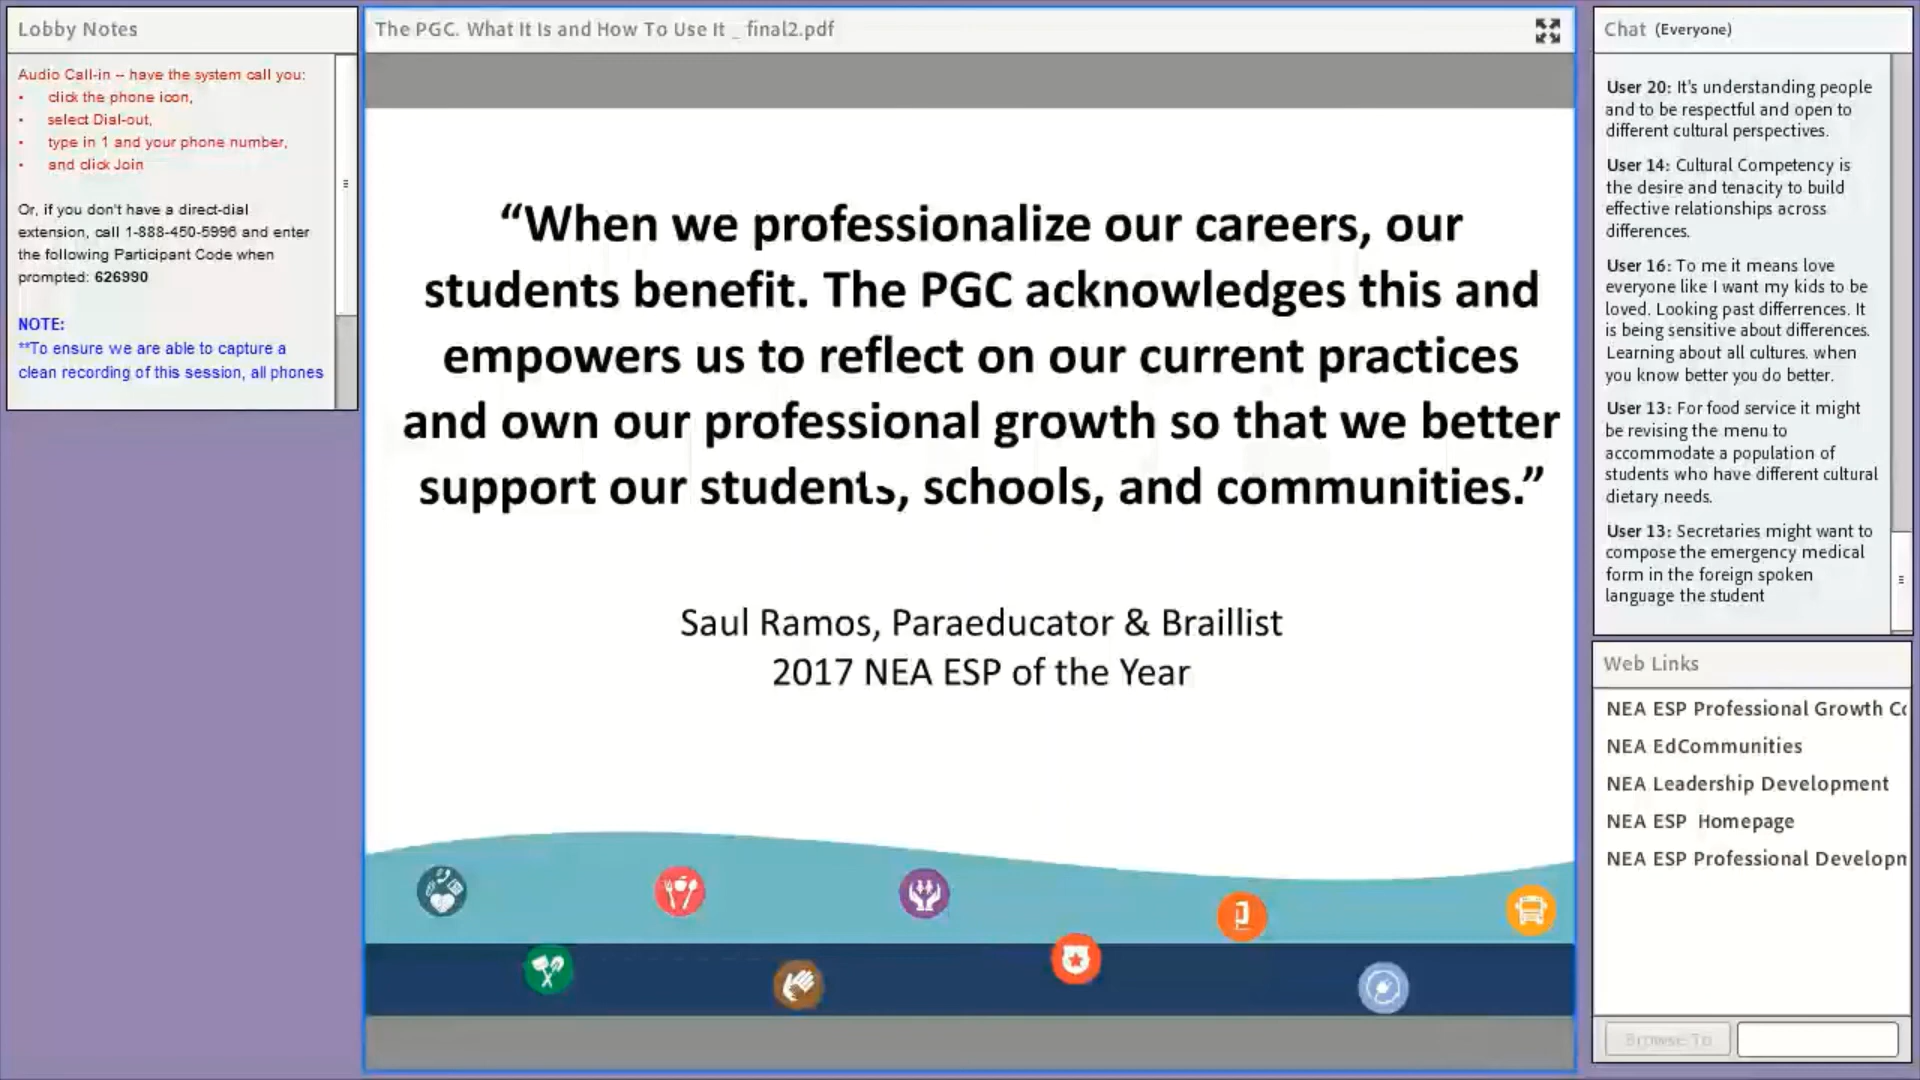 Lobby Notes
Audio Call-in -- have the system call you:
• click the phone icon,
• select Dial-out,
• type in 1 and your phone number,
• and click Join
Or, if you don't have a direct-dial
extension, call 1-888-450-5996 and enter
the following Participant Code when
prompted: 626990
NOTE:
**To ensure we are able to capture a
clean recording of this session, all phones
The PGC. What It Is and How To Use It _ final2.pdf
“When we professionalize our careers, our
students benefit. The PGC acknowledges this and
empowers us to reflect on our current practices
and own our professional growth so that we better
support our students, schools, and communities.”
Saul Ramos, Paraeducator & Braillist
2017 NEA ESP of the Year
Chat (Everyone)
User 20: It's understanding people
and to be respectful and open to
different cultural perspectives.
User 14: Cultural Competency is
the desire and tenacity to build
effective relationships across
differences.
User 16: To me it means love
everyone like I want my kids to be
loved. Looking past differrences. It
is being sensitive about differences.
Learning about all cultures. when
you know better you do better.
User 13: For food service it might
be revising the menu to
accommodate a population of
students who have different cultural
dietary needs.
User 13: Secretaries might want to
compose the emergency medical
form in the foreign spoken
language the student
Web Links
NEA ESP Professional Growth Co
NEA EdCommunities
NEA Leadership Development
NEA ESP Homepage
NEA ESP Professional Developm
Browse To